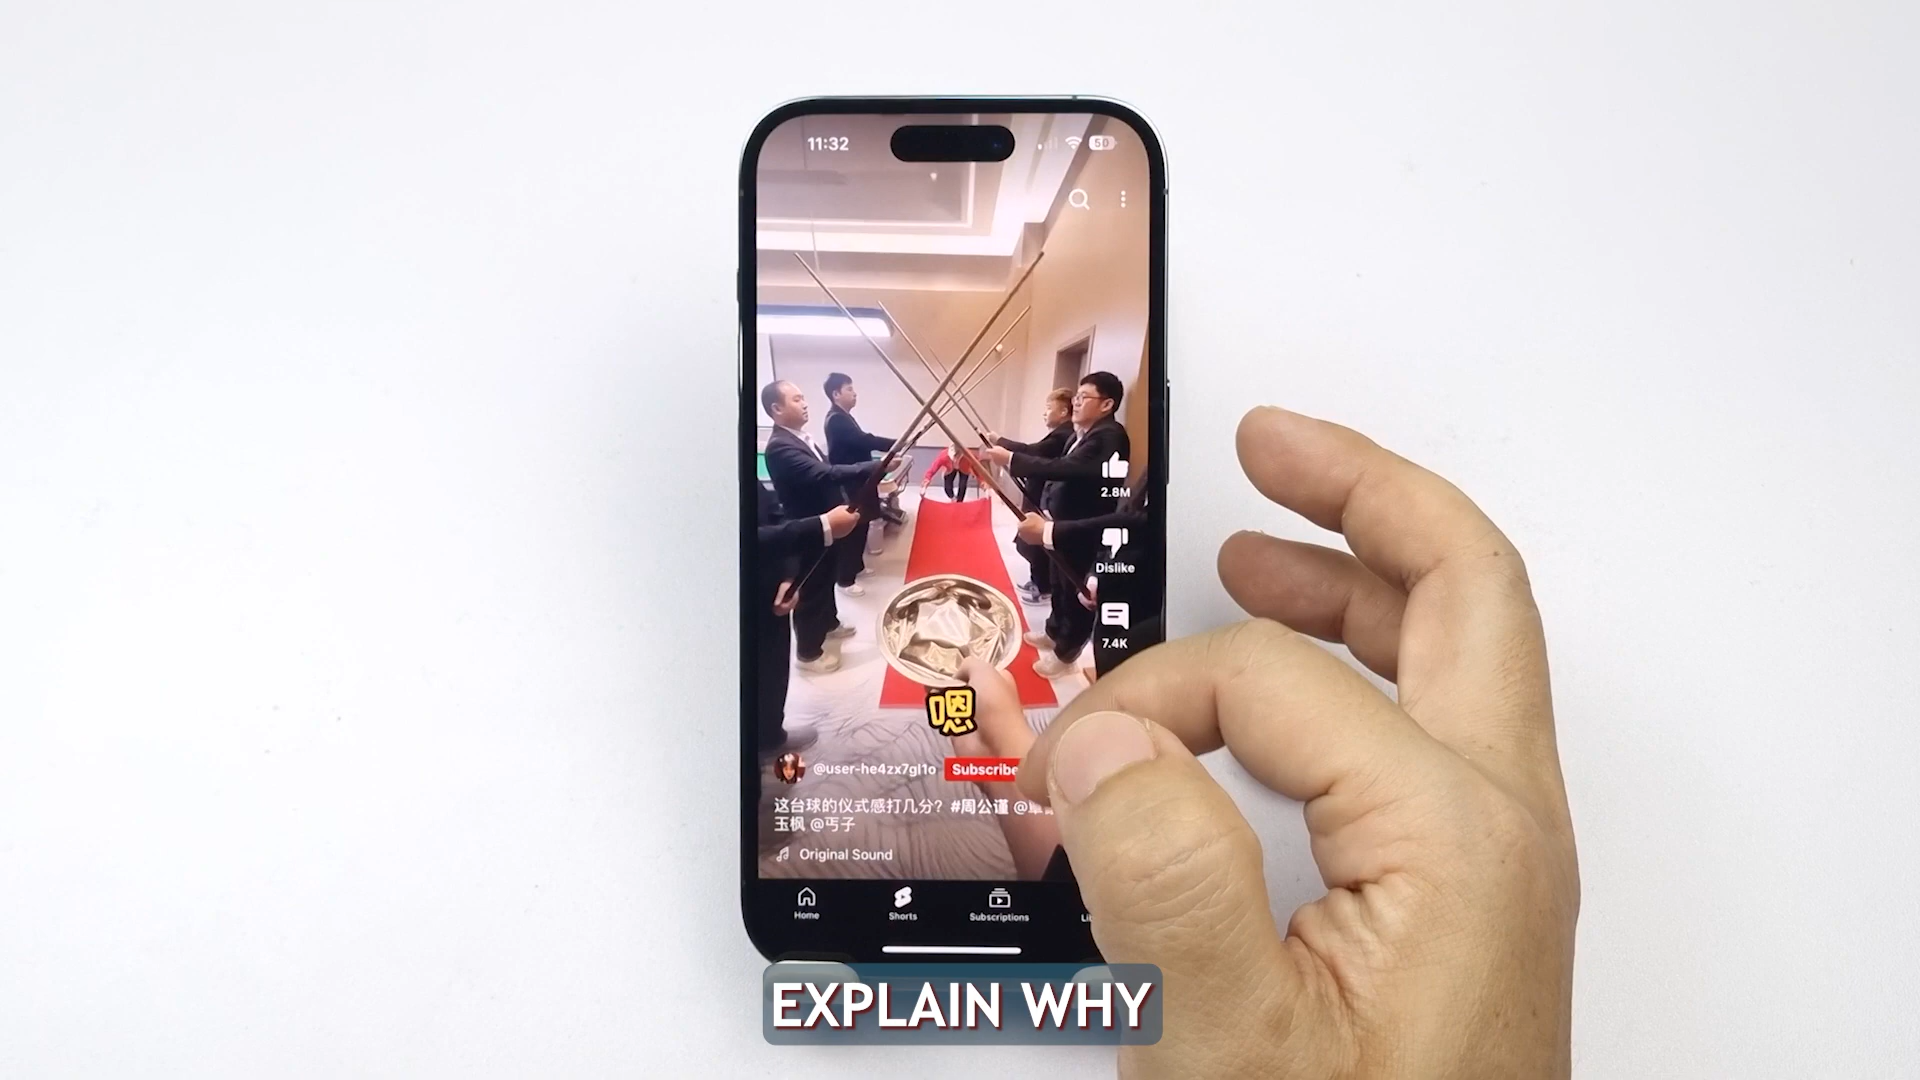 11:32
50
2.8M
Dislike
7.4K
嗯
@user-he4zx7gl1o Subscribe
这台球的仪式感打几分？#周公谨
玉枫 @丐子
Original Sound
Home Shorts Subscriptions
EXPLAIN WHY